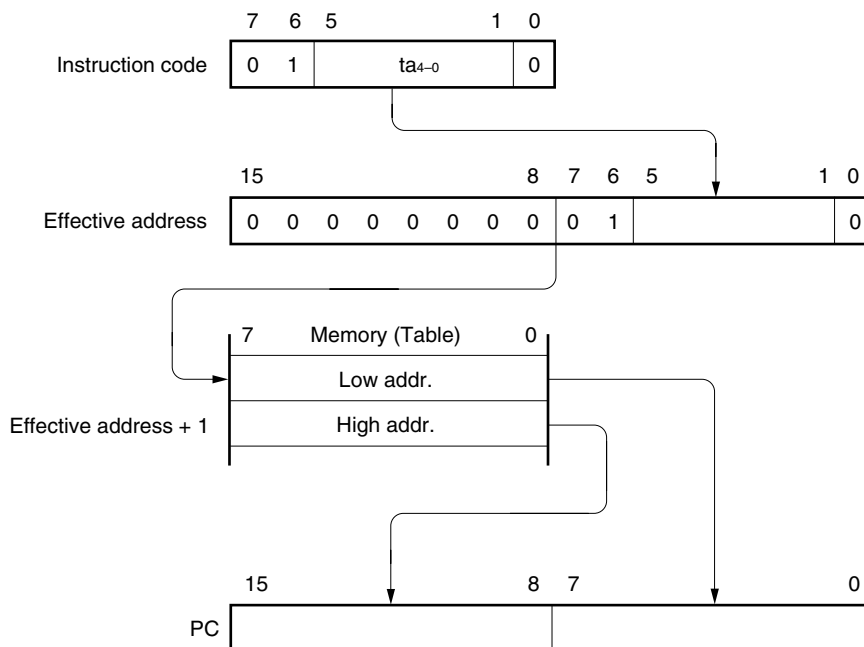 7 6 5 1 0
Instruction code 0 1 ta4–0 0
15 8 7 6 5 1 0
Effective address 0 0 0 0 0 0 0 0 0 1 0
7 Memory (Table) 0
Low addr.
Effective address + 1 High addr.
15 8 7 0
PC